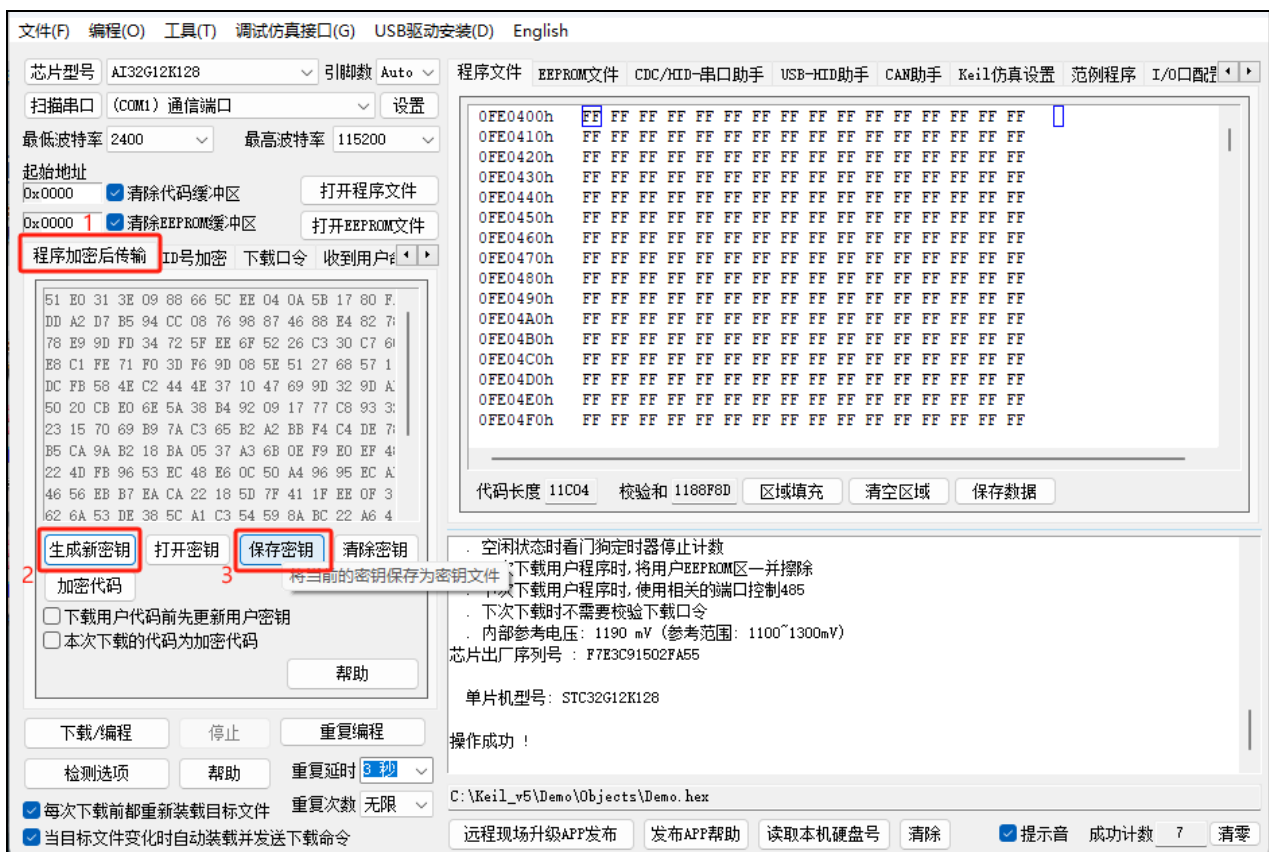 文件(F) 编程(O) 工具(T) 调试仿真接口(G) USB驱动安装(D) English
芯片型号 AI32G12K128 引脚数 Auto
扫描串口 (COM1) 通信端口 设置
最低波特率 2400 最高波特率 115200
起始地址
0x0000 清除代码缓冲区 打开程序文件
0x0000 1 清除EEPROM缓冲区 打开EEPROM文件
程序加密后传输 ID号加密 下载口令 收到用户
51 E0 31 3E 09 88 66 5C EE 04 0A 5B 17 80 F
DD A2 D7 B5 94 CC 08 76 98 87 46 88 E4 82 7
78 E9 9D FD 34 72 5F EE 6F 52 26 C3 30 C7 6
E8 C1 FE 71 F0 3D F6 9D 08 5E 51 27 68 57 1
DC FB 58 4E C2 44 4E 37 10 47 69 9D 32 9D A
50 20 CB E0 6E 5A 38 B4 92 09 17 77 C8 93 3
23 15 70 69 B9 7A C3 65 B2 A2 BB F4 C4 DE 7
B5 CA 9A B2 18 BA 05 37 A3 6B 0E F9 E0 EF 4
22 4D FB 96 53 EC 48 E6 0C 50 A4 96 95 EC A
46 56 EB B7 EA CA 22 18 5D 7F 41 1F EE 0F 3
62 6A 53 DE 38 5C A1 C3 54 59 8A BC 22 A6 4
生成新密钥 打开密钥 保存密钥 清除密钥
2 加密代码 3 将当前的密钥保存为密钥文件
下载用户代码前先更新用户密钥
本次下载的代码为加密代码
帮助
下载/编程 停止 重复编程
检测选项 帮助 重复延时 3 秒
每次下载前都重新装载目标文件 重复次数 无限
当目标文件变化时自动装载并发送下载命令
程序文件 EEPROM文件 CDC/HID-串口助手 USB-HID助手 CAN助手 Keil仿真设置 范例程序 I/O口配
0FE0400h FF FF FF FF FF FF FF FF FF FF FF FF FF FF FF FF
0FE0410h FF FF FF FF FF FF FF FF FF FF FF FF FF FF FF FF
0FE0420h FF FF FF FF FF FF FF FF FF FF FF FF FF FF FF FF
0FE0430h FF FF FF FF FF FF FF FF FF FF FF FF FF FF FF FF
0FE0440h FF FF FF FF FF FF FF FF FF FF FF FF FF FF FF FF
0FE0450h FF FF FF FF FF FF FF FF FF FF FF FF FF FF FF FF
0FE0460h FF FF FF FF FF FF FF FF FF FF FF FF FF FF FF FF
0FE0470h FF FF FF FF FF FF FF FF FF FF FF FF FF FF FF FF
0FE0480h FF FF FF FF FF FF FF FF FF FF FF FF FF FF FF FF
0FE0490h FF FF FF FF FF FF FF FF FF FF FF FF FF FF FF FF
0FE04A0h FF FF FF FF FF FF FF FF FF FF FF FF FF FF FF FF
0FE04B0h FF FF FF FF FF FF FF FF FF FF FF FF FF FF FF FF
0FE04C0h FF FF FF FF FF FF FF FF FF FF FF FF FF FF FF FF
0FE04D0h FF FF FF FF FF FF FF FF FF FF FF FF FF FF FF FF
0FE04E0h FF FF FF FF FF FF FF FF FF FF FF FF FF FF FF FF
0FE04F0h FF FF FF FF FF FF FF FF FF FF FF FF FF FF FF FF
代码长度 11C04 校验和 1188F8D 区域填充 清空区域 保存数据
. 空闲状态时看门狗定时器停止计数
次下载用户程序时,将用户EEPROM区一并擦除
下次下载用户程序时,使用相关的端口控制485
. 下次下载时不需要校验下载口令
. 内部参考电压: 1190 mV (参考范围: 1100~1300mV)
芯片出厂序列号 : F7E3C91502FA55
单片机型号: STC32G12K128
操作成功 !
C:\Keil_v5\Demo\Objects\Demo.hex
远程现场升级APP发布 发布APP帮助 读取本机硬盘号 清除 提示音 成功计数 7 清零